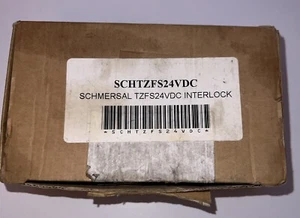 SCHTZFS24VDC
SCHMERSAL TZFS24VDC INTERLOCK
*SCHTZFS24VDC*